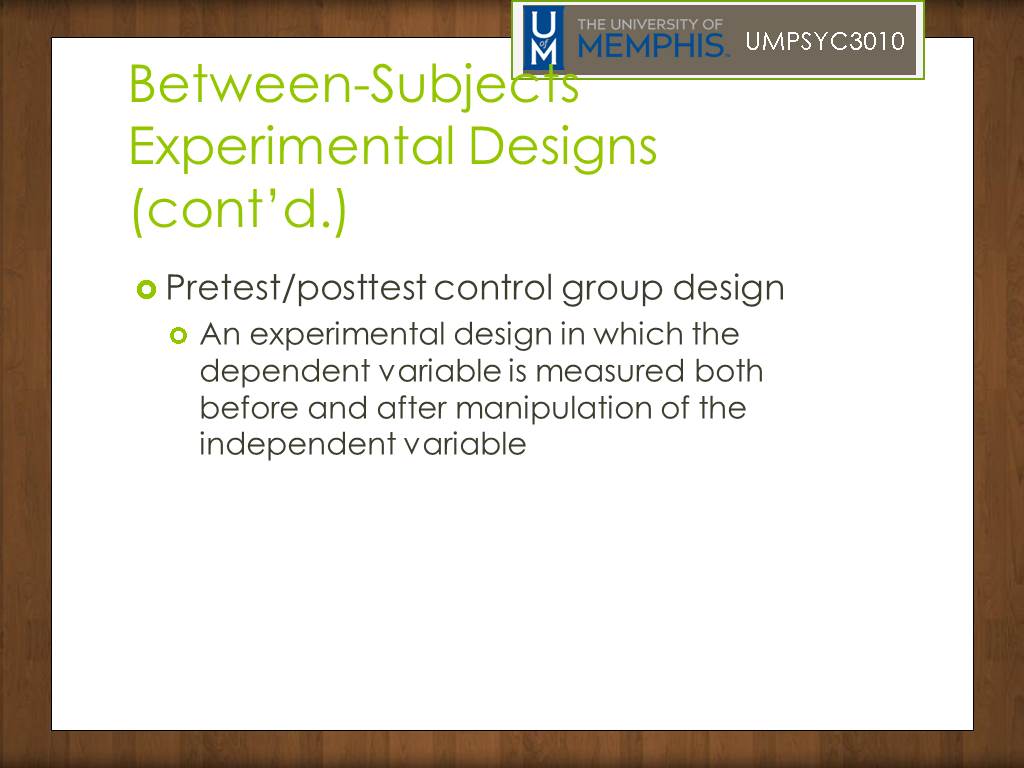 U
of
M
THE UNIVERSITY OF
MEMPHIS.
UMPSYC3010
Between-Subjects
Experimental Designs
(cont’d.)
Pretest/posttest control group design
An experimental design in which the
dependent variable is measured both
before and after manipulation of the
independent variable